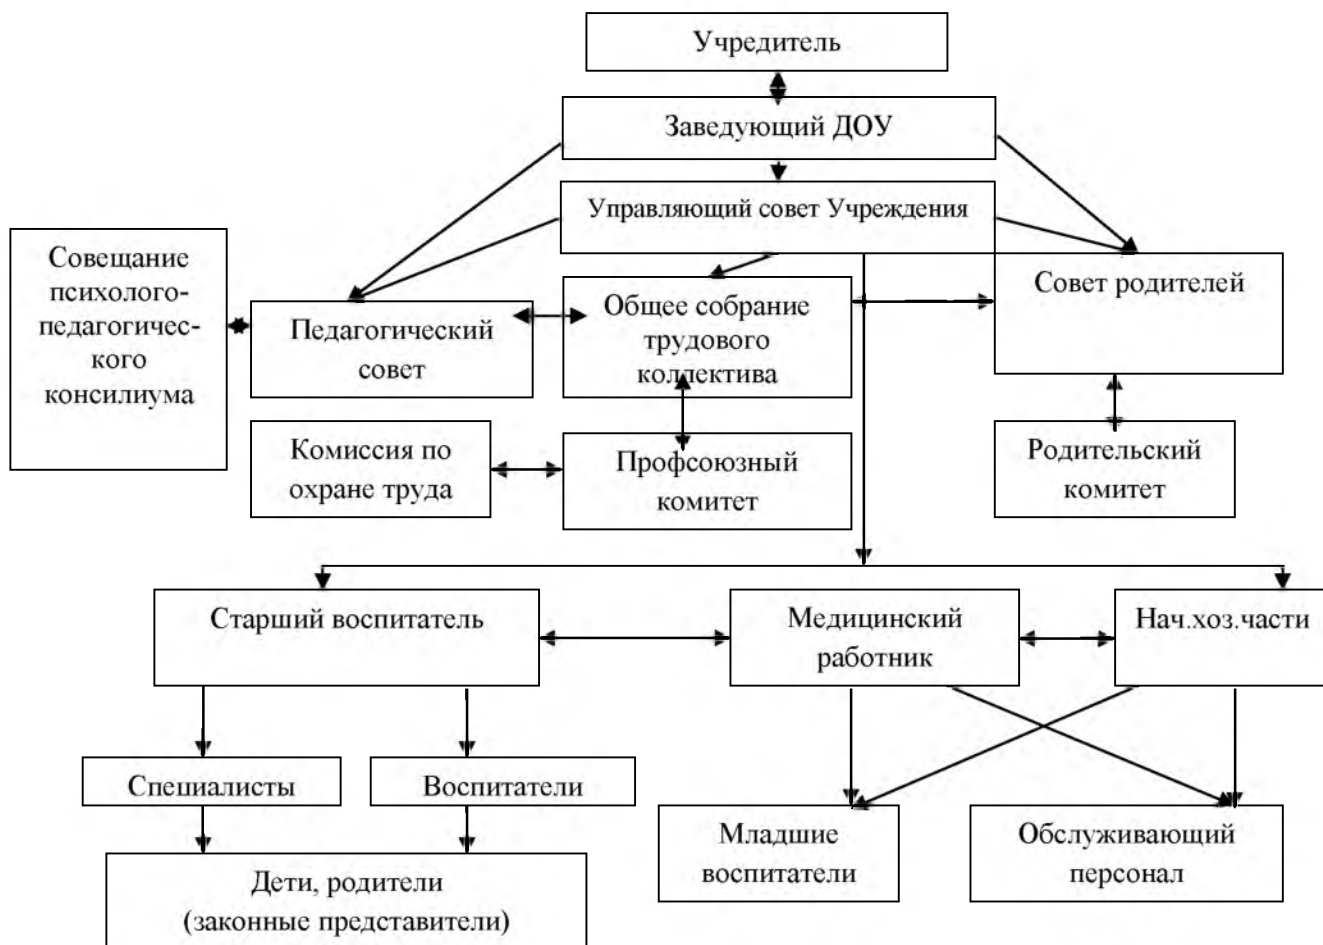 Учредитель
Заведующий ДОУ
Управляющий совет Учреждения
Совещание
психолого-
педагогичес-
кого
консилиума
Педагогический
совет
Общее собрание
трудового
коллектива
Совет родителей
Комиссия по
охране труда
Профсоюзный
комитет
Родительский
комитет
Старший воспитатель
Медицинский
работник
Нач.хоз.части
Специалисты
Воспитатели
Младшие
воспитатели
Обслуживающий
персонал
Дети, родители
(законные представители)